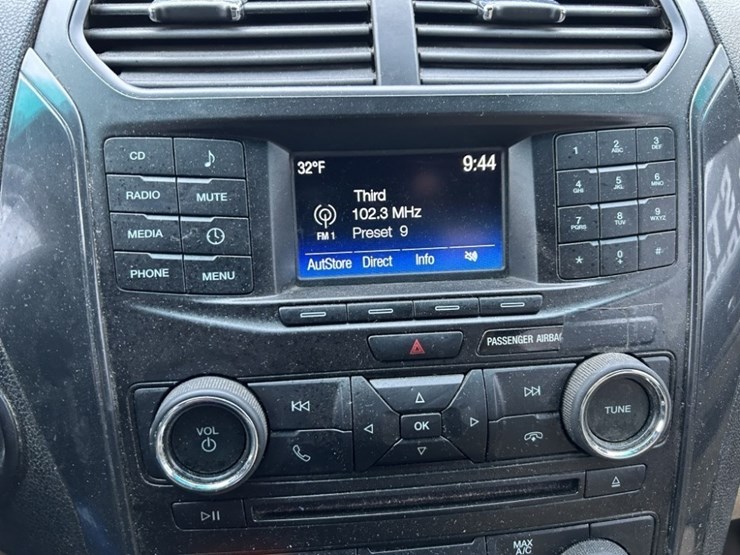 32°F 9:44
Third
102.3 MHz
FM 1 Preset 9
AutStore Direct Info
CD
RADIO MUTE
MEDIA
PHONE MENU
1 2 ABC 3 DEF
4 GHI 5 JKL 6 MNO
7 PQRS 8 TUV 9 WXYZ
* 0 + #
PASSENGER AIRBAG
VOL
OK
TUNE
MAX
A/C